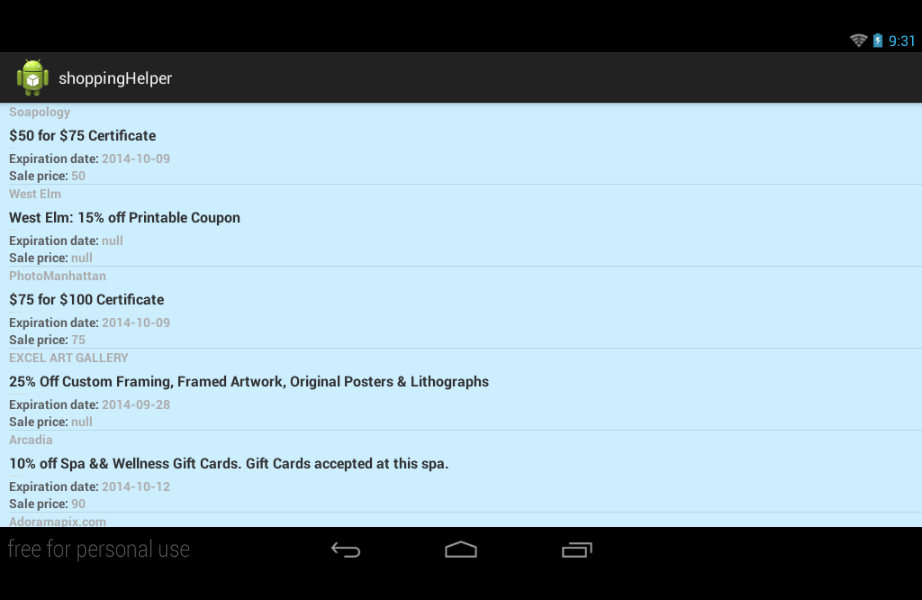 9:31
shoppingHelper
Soapology
$50 for $75 Certificate
Expiration date: 2014-10-09
Sale price: 50
West Elm
West Elm: 15% off Printable Coupon
Expiration date: null
Sale price: null
PhotoManhattan
$75 for $100 Certificate
Expiration date: 2014-10-09
Sale price: 75
EXCEL ART GALLERY
25% Off Custom Framing, Framed Artwork, Original Posters & Lithographs
Expiration date: 2014-09-28
Sale price: null
Arcadia
10% off Spa && Wellness Gift Cards. Gift Cards accepted at this spa.
Expiration date: 2014-10-12
Sale price: 90
Adoramapix.com
free for personal use